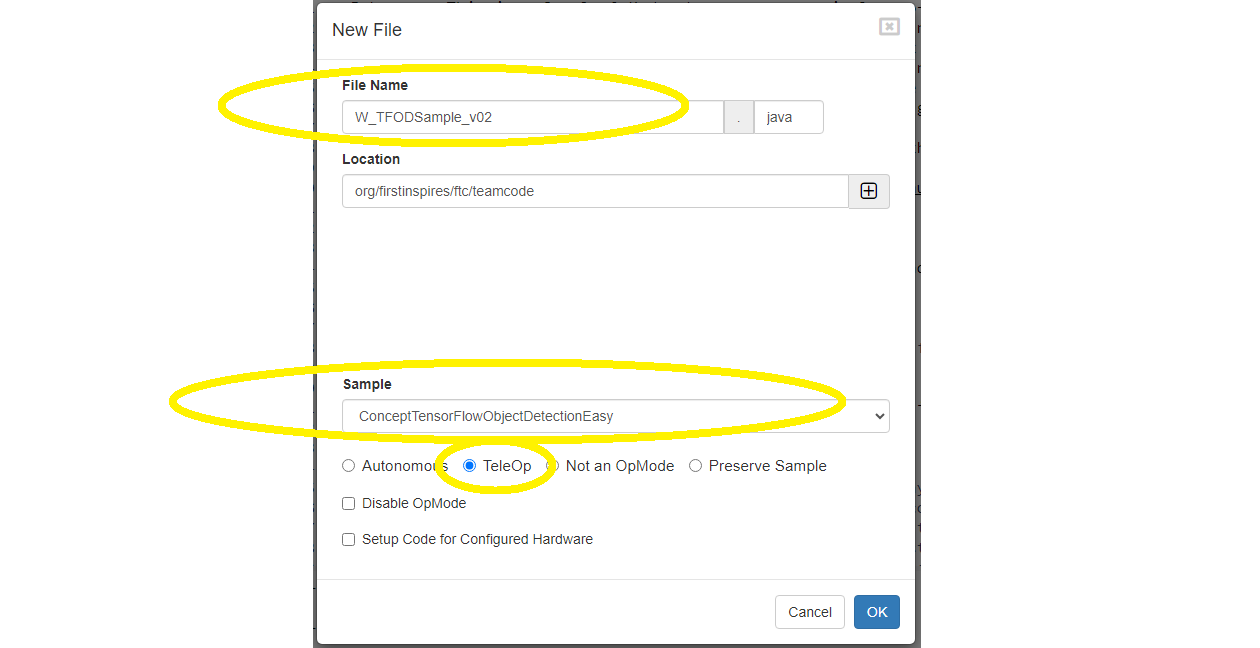 New File
File Name
W_TFODSample_v02 . java
Location
org/firstinspires/ftc/teamcode
Sample
ConceptTensorFlowObjectDetectionEasy
Autonomous TeleOp Not an OpMode Preserve Sample
Disable OpMode
Setup Code for Configured Hardware
Cancel OK